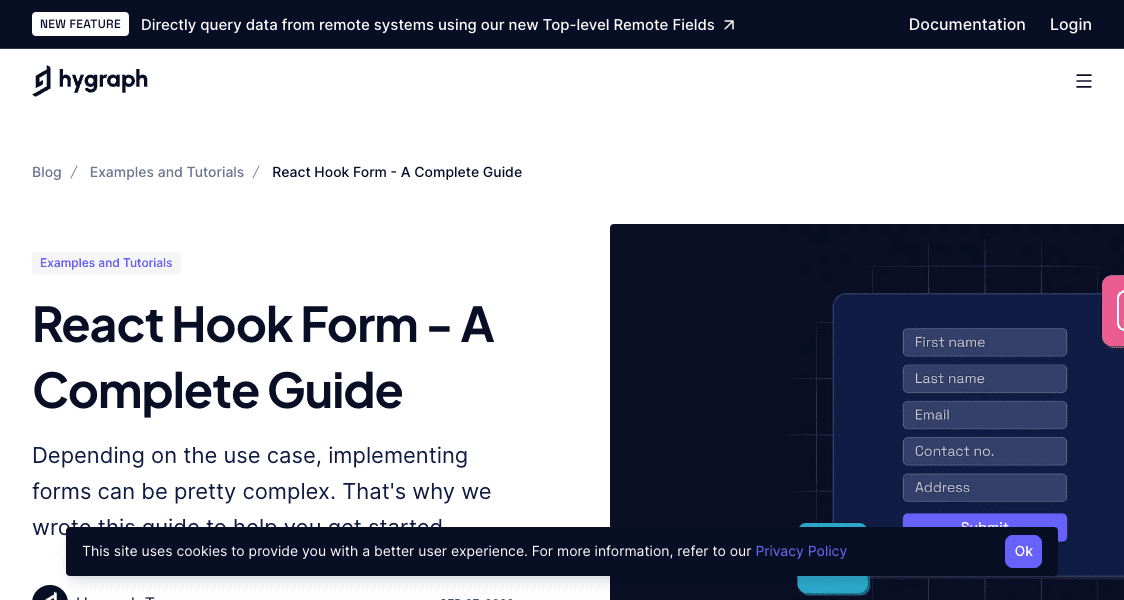 NEW FEATURE Directly query data from remote systems using our new Top-level Remote Fields ↗ Documentation Login
hygraph
Blog / Examples and Tutorials / React Hook Form - A Complete Guide
Examples and Tutorials
React Hook Form – A
Complete Guide
Depending on the use case, implementing
forms can be pretty complex. That's why we
wrote this guide to help you get started.
First name
Last name
Email
Contact no.
Address
Submit
This site uses cookies to provide you with a better user experience. For more information, refer to our Privacy Policy
Ok